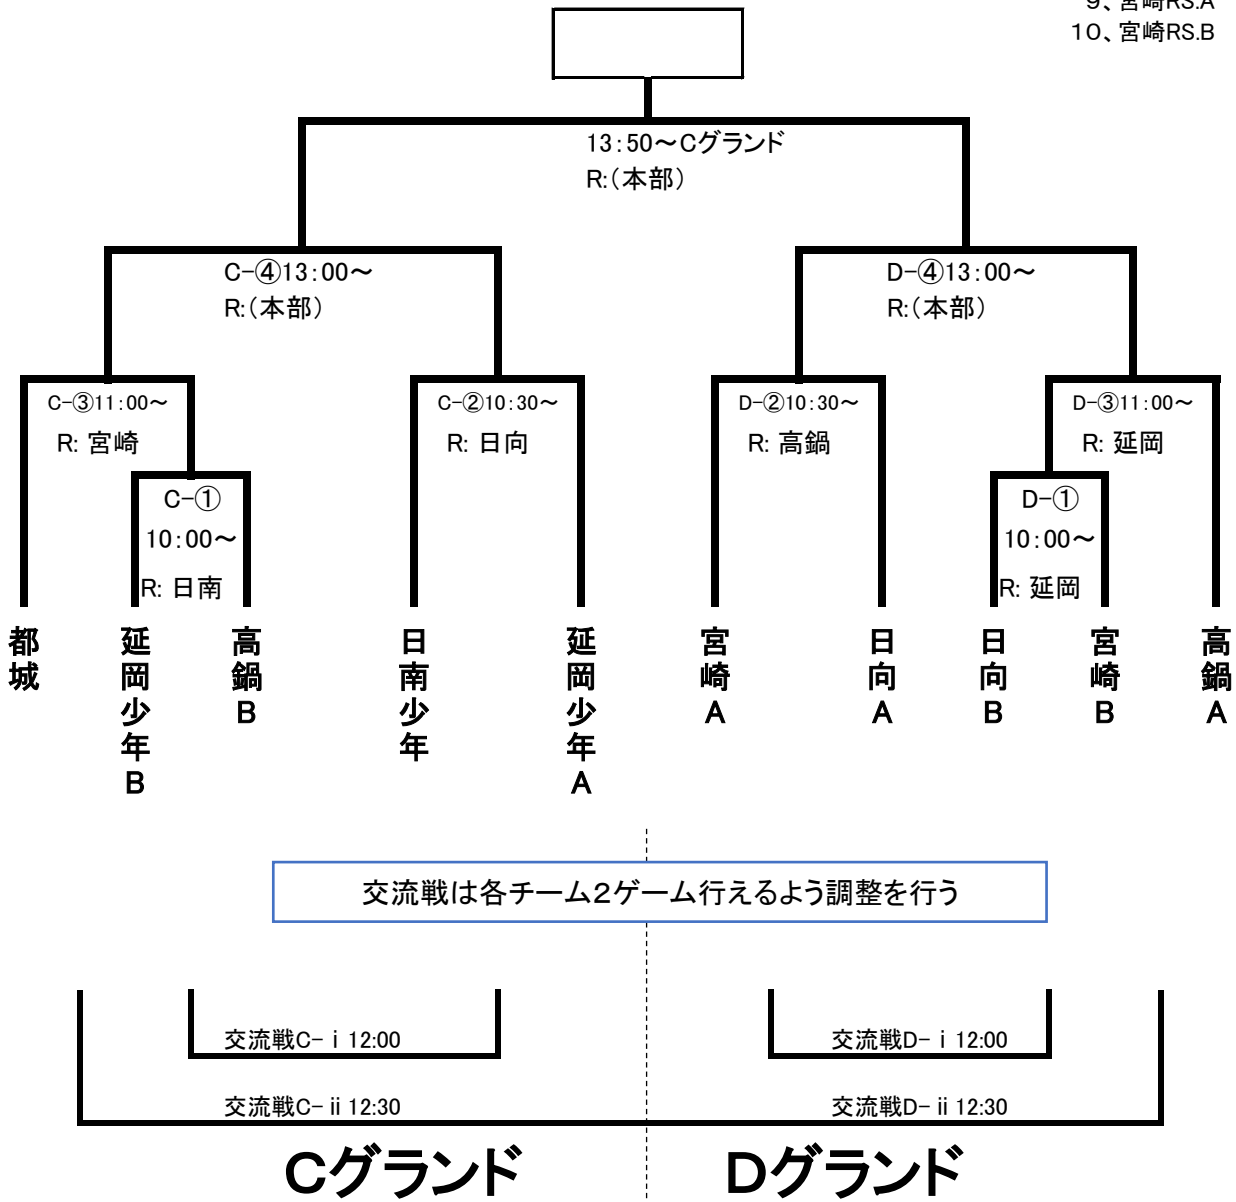 9、宮崎RS.A
10、宮崎RS.B
13:50～Cグランド
R:(本部)
C-④13:00～
R:(本部)
D-④13:00～
R:(本部)
C-③11:00～
R: 宮崎
C-②10:30～
R: 日向
D-②10:30～
R: 高鍋
D-③11:00～
R: 延岡
C-①
10:00～
R: 日南
D-①
10:00～
R: 延岡
都城
延岡少年B
高鍋B
日南少年
延岡少年A
宮崎A
日向A
日向B
宮崎B
高鍋A
交流戦は各チーム2ゲーム行えるよう調整を行う
交流戦C-ⅰ12:00
交流戦D-ⅰ12:00
交流戦C-ⅱ12:30
交流戦D-ⅱ12:30
Cグランド
Dグランド